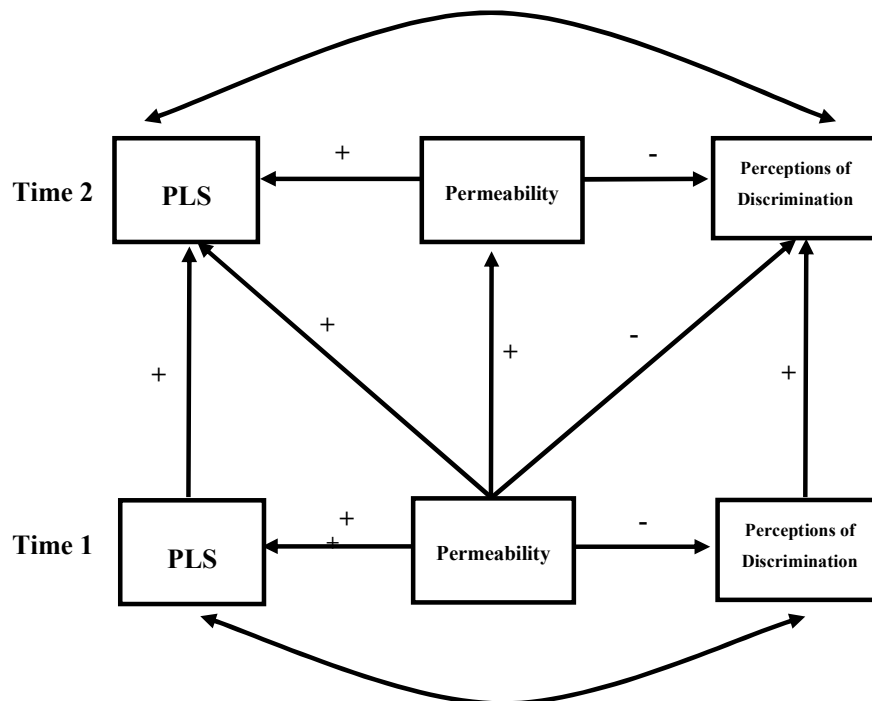 +
-
Time 2
PLS
Permeability
Perceptions of
Discrimination
+
-
+
+
+
+
+
-
Time 1
PLS
Permeability
Perceptions of
Discrimination